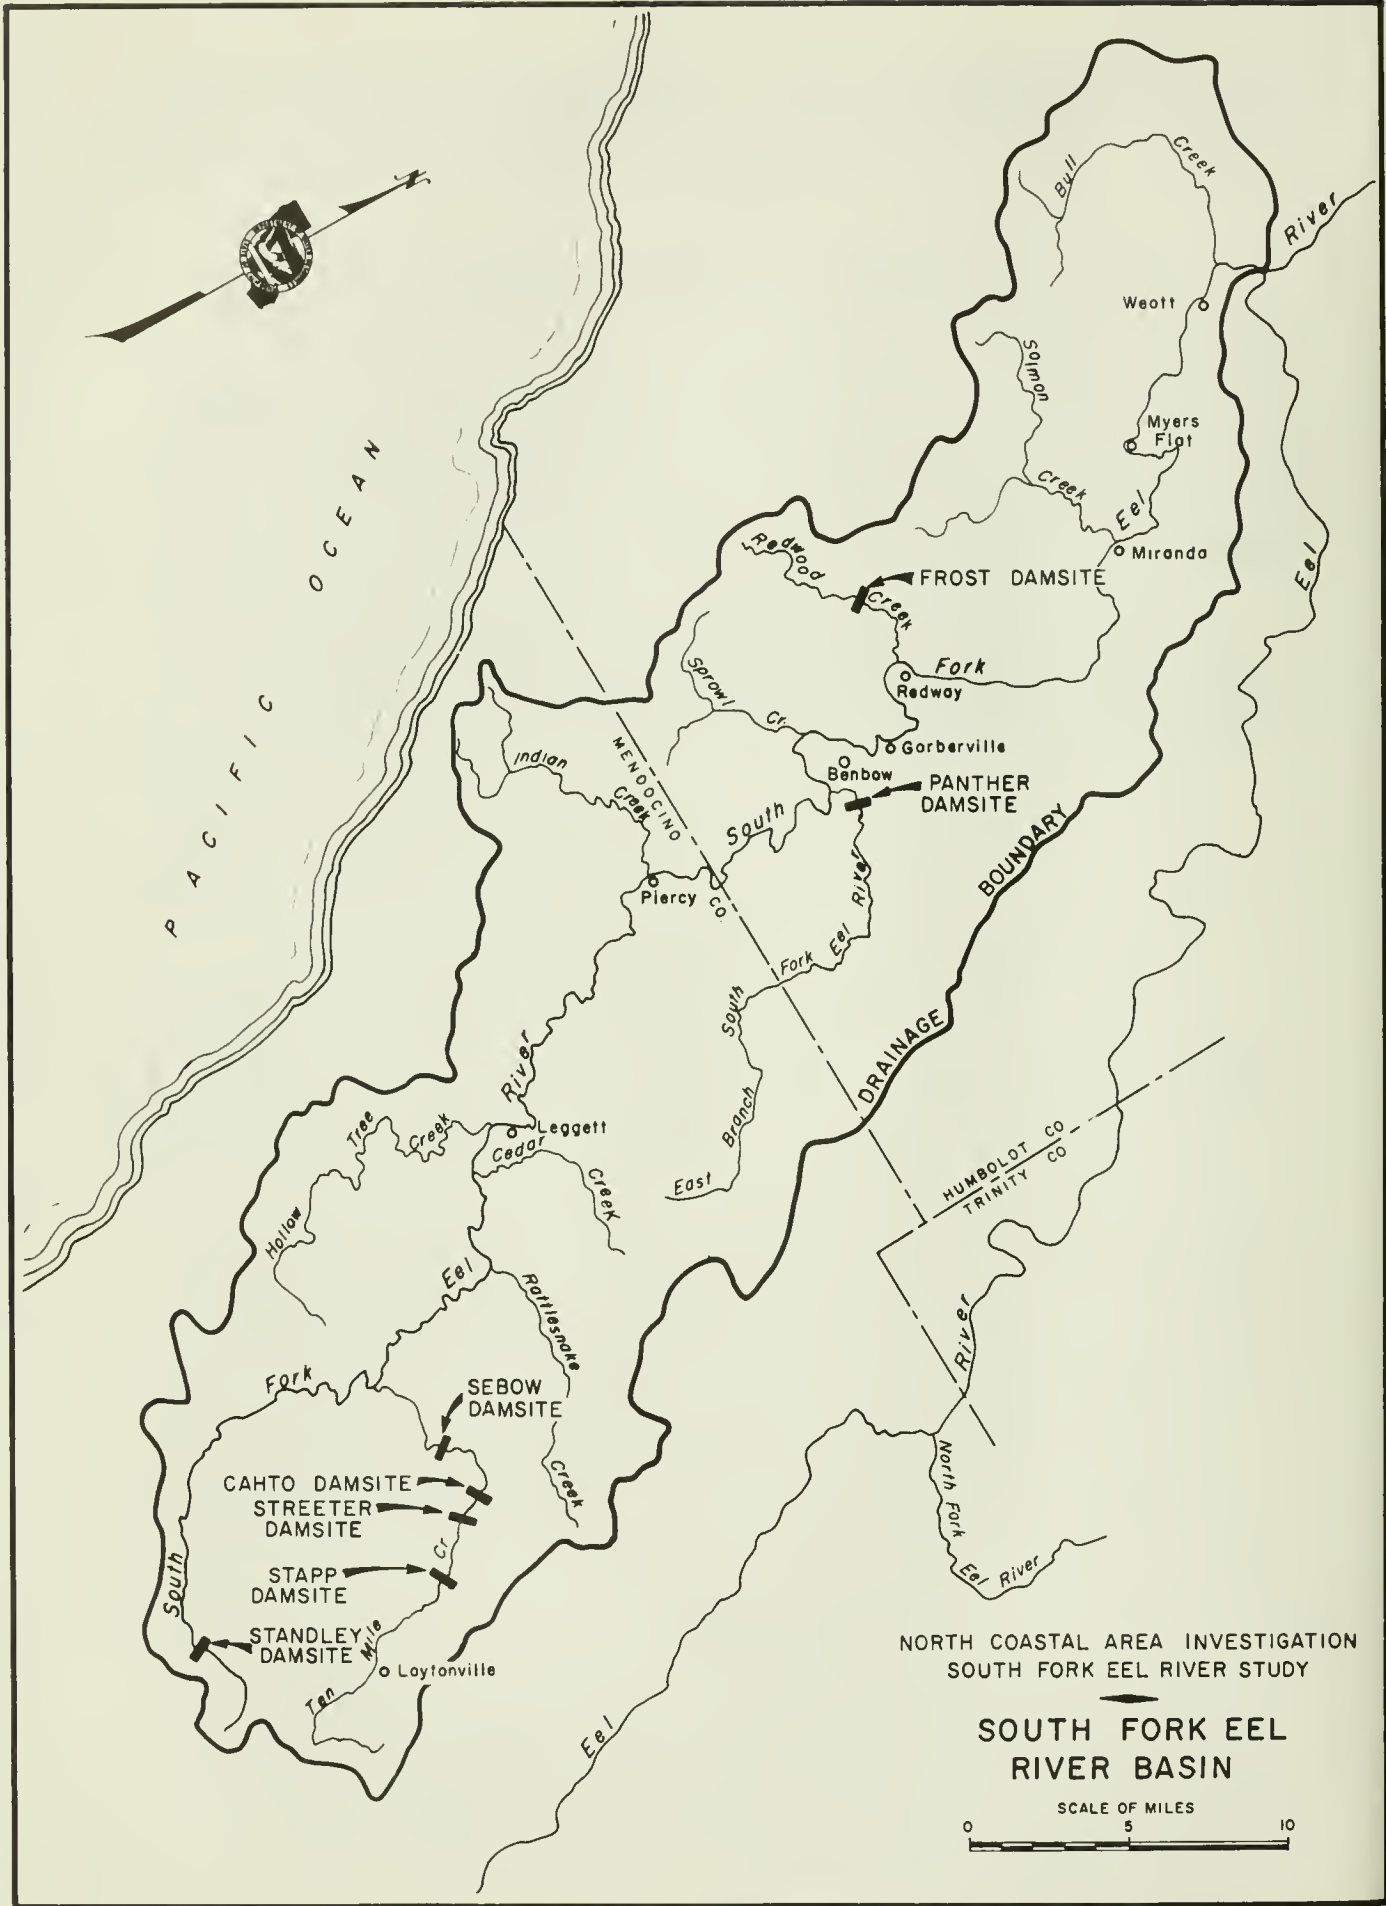 N
Bull
Creek
River
Weott
Salmon
Creek
Myers
Flat
Eel
Miranda
Eel
PACIFIC OCEAN
Redwood
Creek
FROST DAMSITE
Fork
Redway
Sprowl
Cr.
Garberville
Benbow
PANTHER
DAMSITE
Indian
Creek
MENDOCINO CO.
South
Piercy
River
Eel
Fork
South
Branch
East
DRAINAGE BOUNDARY
River
Leggett
Tree
Creek
Hollow
Cedar
Creek
HUMBOLDT CO
TRINITY CO
Eel
Rattlesnake
Creek
River
Fork
SEBOW
DAMSITE
CAHTO DAMSITE
STREETER
DAMSITE
Cr
STAPP
DAMSITE
South
STANDLEY
DAMSITE
Mile
Ten
Laytonville
North Fork
Eel River
Eel
NORTH COASTAL AREA INVESTIGATION
SOUTH FORK EEL RIVER STUDY
SOUTH FORK EEL
RIVER BASIN
SCALE OF MILES
0 5 10